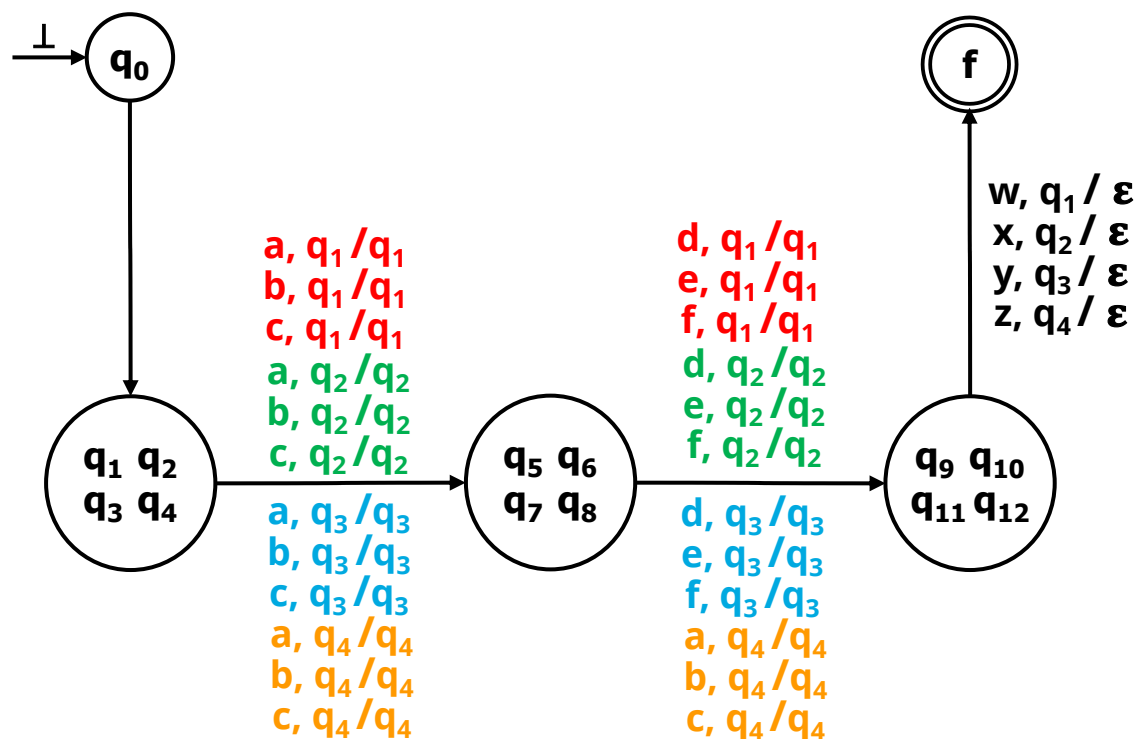 ⊥
q₀
f
w, q₁/ ε
x, q₂/ ε
y, q₃/ ε
z, q₄/ ε
a, q₁/q₁
b, q₁/q₁
c, q₁/q₁
a, q₂/q₂
b, q₂/q₂
c, q₂/q₂
d, q₁/q₁
e, q₁/q₁
f, q₁/q₁
d, q₂/q₂
e, q₂/q₂
f, q₂/q₂
q₁ q₂
q₃ q₄
q₅ q₆
q₇ q₈
q₉ q₁₀
q₁₁ q₁₂
a, q₃/q₃
b, q₃/q₃
c, q₃/q₃
a, q₄/q₄
b, q₄/q₄
c, q₄/q₄
d, q₃/q₃
e, q₃/q₃
f, q₃/q₃
a, q₄/q₄
b, q₄/q₄
c, q₄/q₄